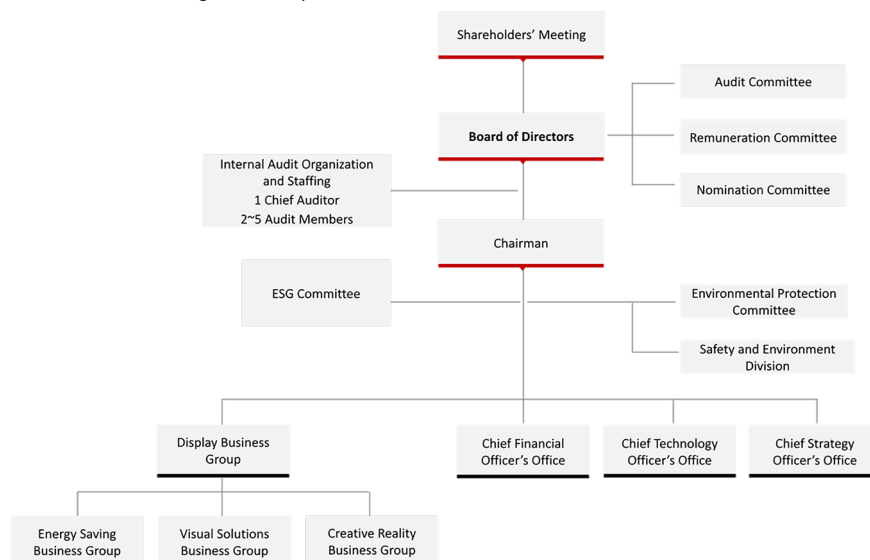 Shareholders’ Meeting
Audit Committee
Board of Directors
Remuneration Committee
Internal Audit Organization
and Staffing
1 Chief Auditor
2~5 Audit Members
Nomination Committee
Chairman
ESG Committee
Environmental Protection
Committee
Safety and Environment
Division
Display Business
Group
Chief Financial
Officer’s Office
Chief Technology
Officer’s Office
Chief Strategy
Officer’s Office
Energy Saving
Business Group
Visual Solutions
Business Group
Creative Reality
Business Group